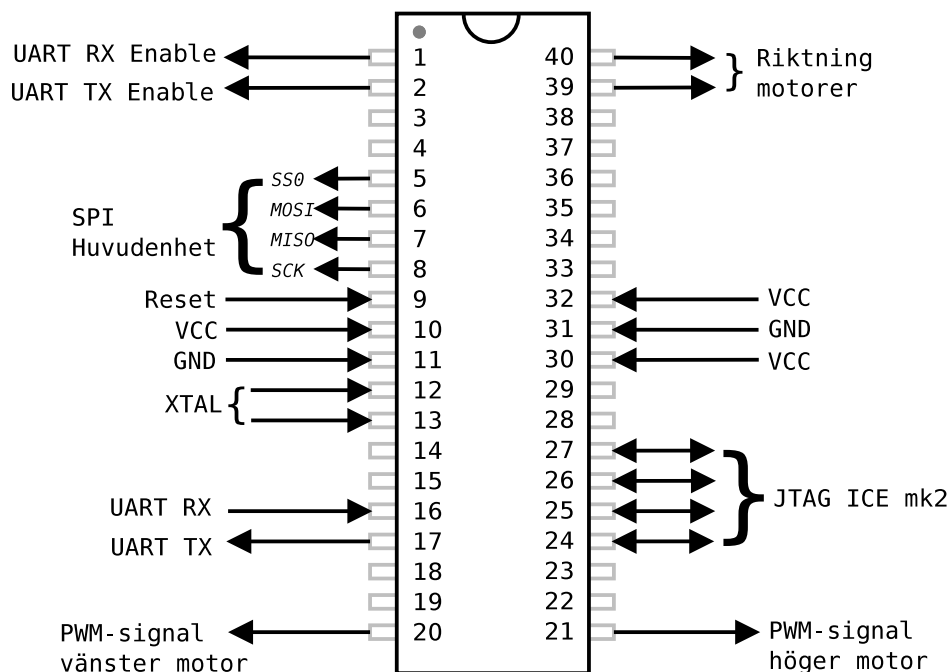 UART RX Enable
UART TX Enable
SPI
Huvudenhet
SS0
MOSI
MISO
SCK
Reset
VCC
GND
XTAL
UART RX
UART TX
PWM-signal
vänster motor
1
2
3
4
5
6
7
8
9
10
11
12
13
14
15
16
17
18
19
20
40
39
38
37
36
35
34
33
32
31
30
29
28
27
26
25
24
23
22
21
Riktning
motorer
VCC
GND
VCC
JTAG ICE mk2
PWM-signal
höger motor